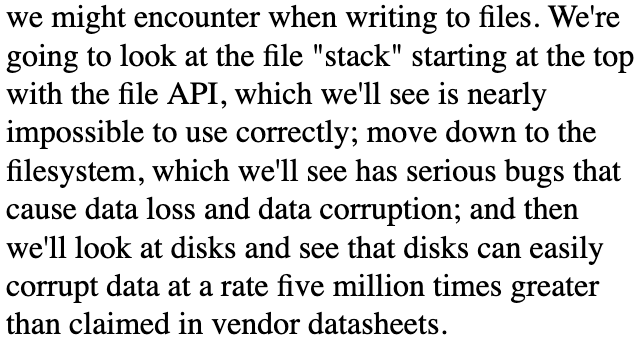 we might encounter when writing to files. We're
going to look at the file "stack" starting at the top
with the file API, which we'll see is nearly
impossible to use correctly; move down to the
filesystem, which we'll see has serious bugs that
cause data loss and data corruption; and then
we'll look at disks and see that disks can easily
corrupt data at a rate five million times greater
than claimed in vendor datasheets.